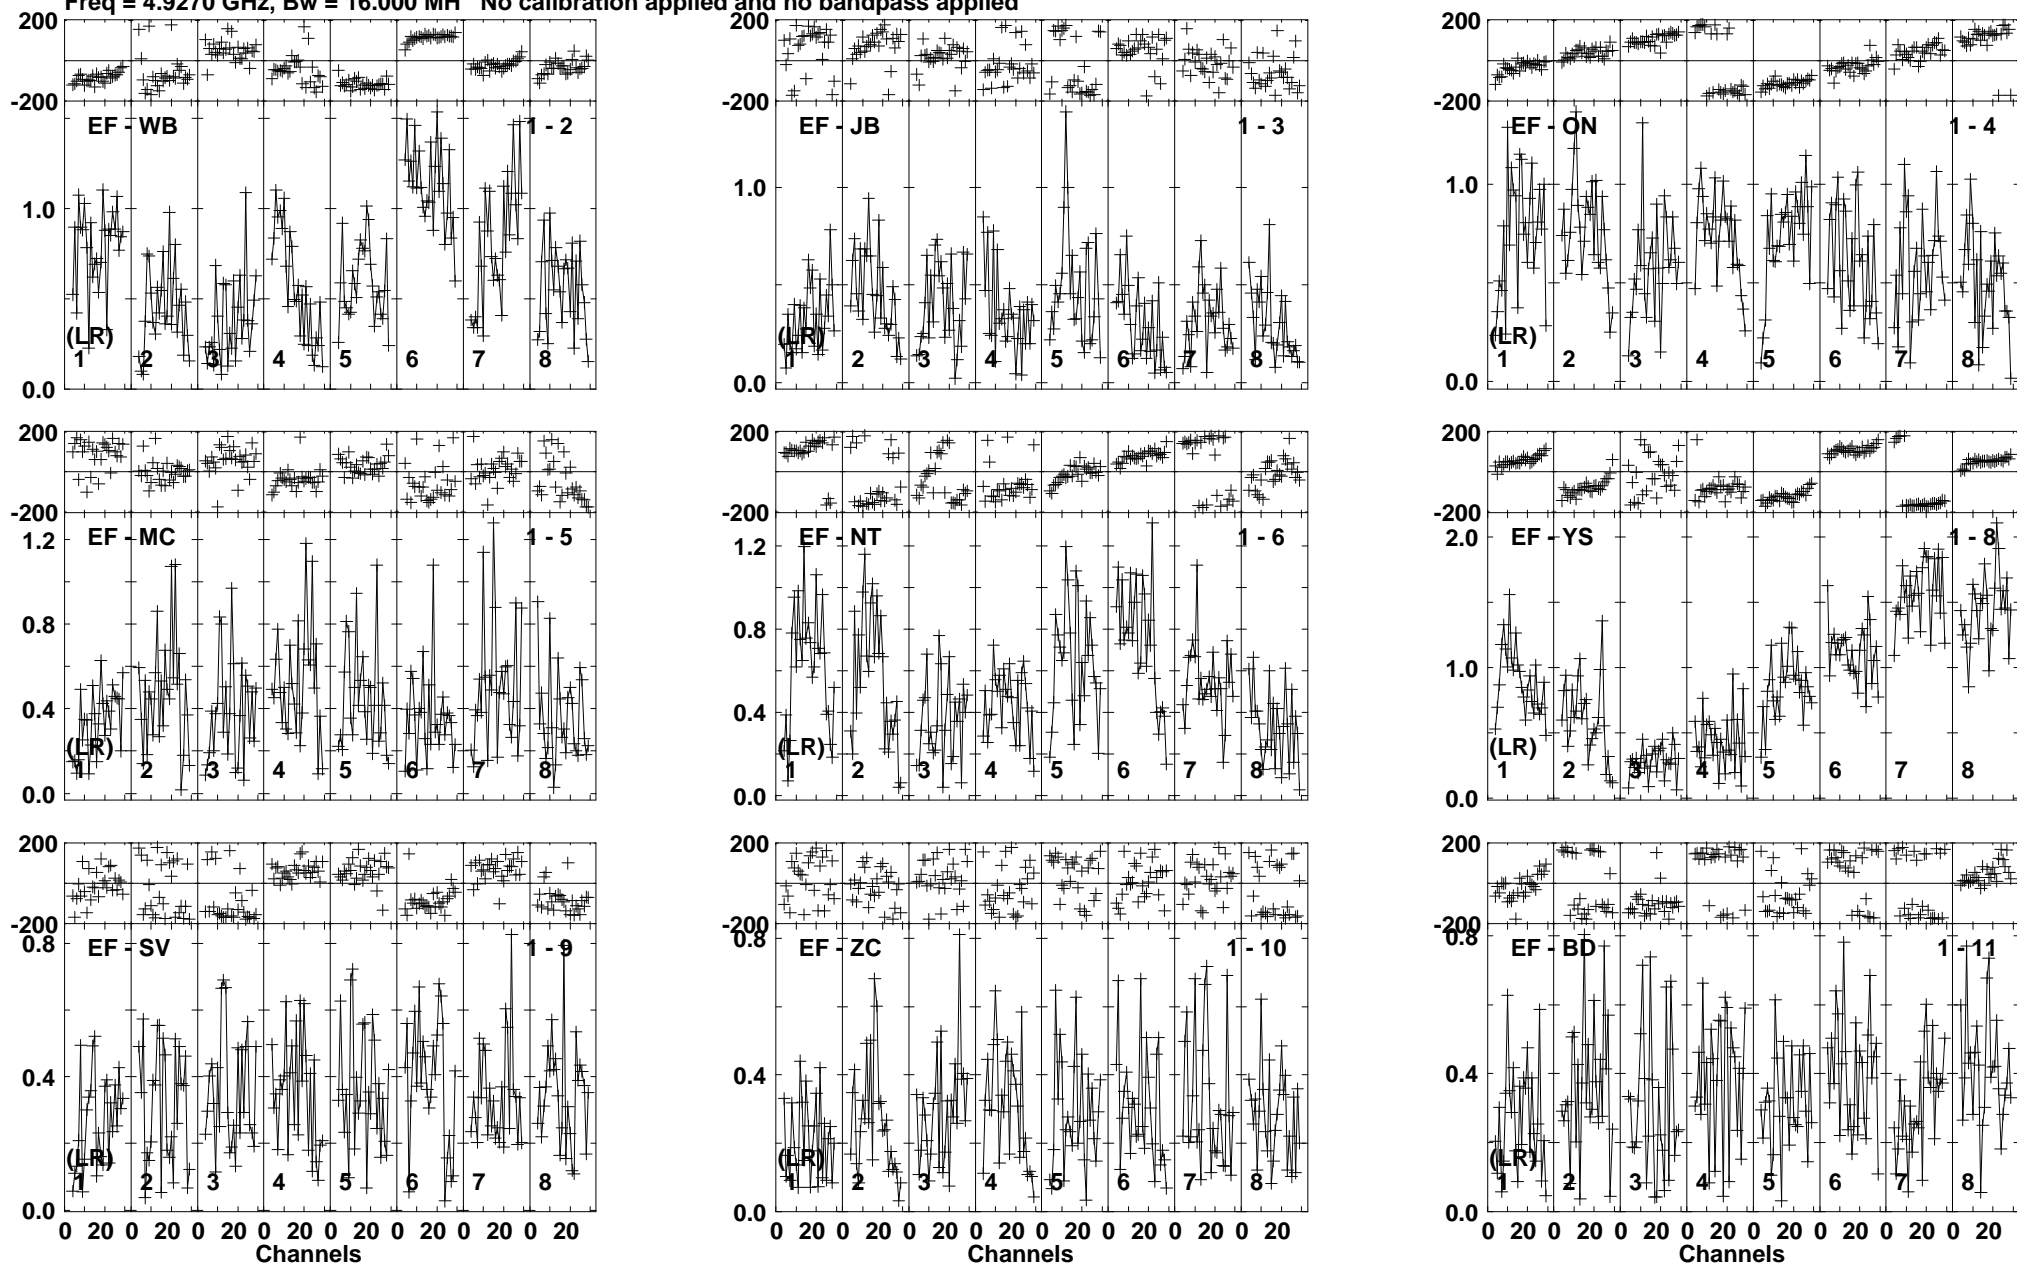 Freq = 4.9270 GHz, Bw = 16.000 MH No calibration applied and no bandpass applied
200 200 200
-200 -200 -200
EF - WB 1 - 2 EF - JB 1 - 3 EF - ON 1 - 4
1.0 1.0 1.0
(LR) (LR) (LR)
1 2 3 4 5 6 7 8 1 2 3 4 5 6 7 8 1 2 3 4 5 6 7 8
0.0 0.0 0.0
200 200 200
-200 -200 -200
EF - MC 1 - 5 EF - NT 1 - 6 EF - YS 1 - 8
1.2 1.2 2.0
0.8 0.8 1.0
0.4 0.4
(LR) (LR) (LR)
1 2 3 4 5 6 7 8 1 2 3 4 5 6 7 8 1 2 3 4 5 6 7 8
0.0 0.0 0.0
200 200 200
-200 -200 -200
EF - SV 1 - 9 EF - ZC 1 - 10 EF - BD 1 - 11
0.8 0.8 0.8
0.4 0.4 0.4
(LR) (LR) (LR)
1 2 3 4 5 6 7 8 1 2 3 4 5 6 7 8 1 2 3 4 5 6 7 8
0.0 0.0 0.0
0 20 0 20 0 20 0 20 0 20 0 20 0 20 0 20 0 20 0 20 0 20 0 20 0 20 0 20 0 20 0 20 0 20 0 20 0 20 0 20 0 20 0 20 0 20 0 20
Channels Channels Channels